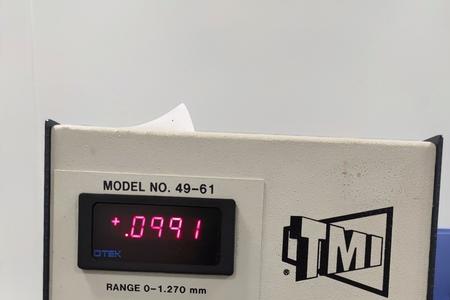 MODEL NO. 49-61
+.0991
OTEK
RANGE 0-1.270 mm
TMI
®